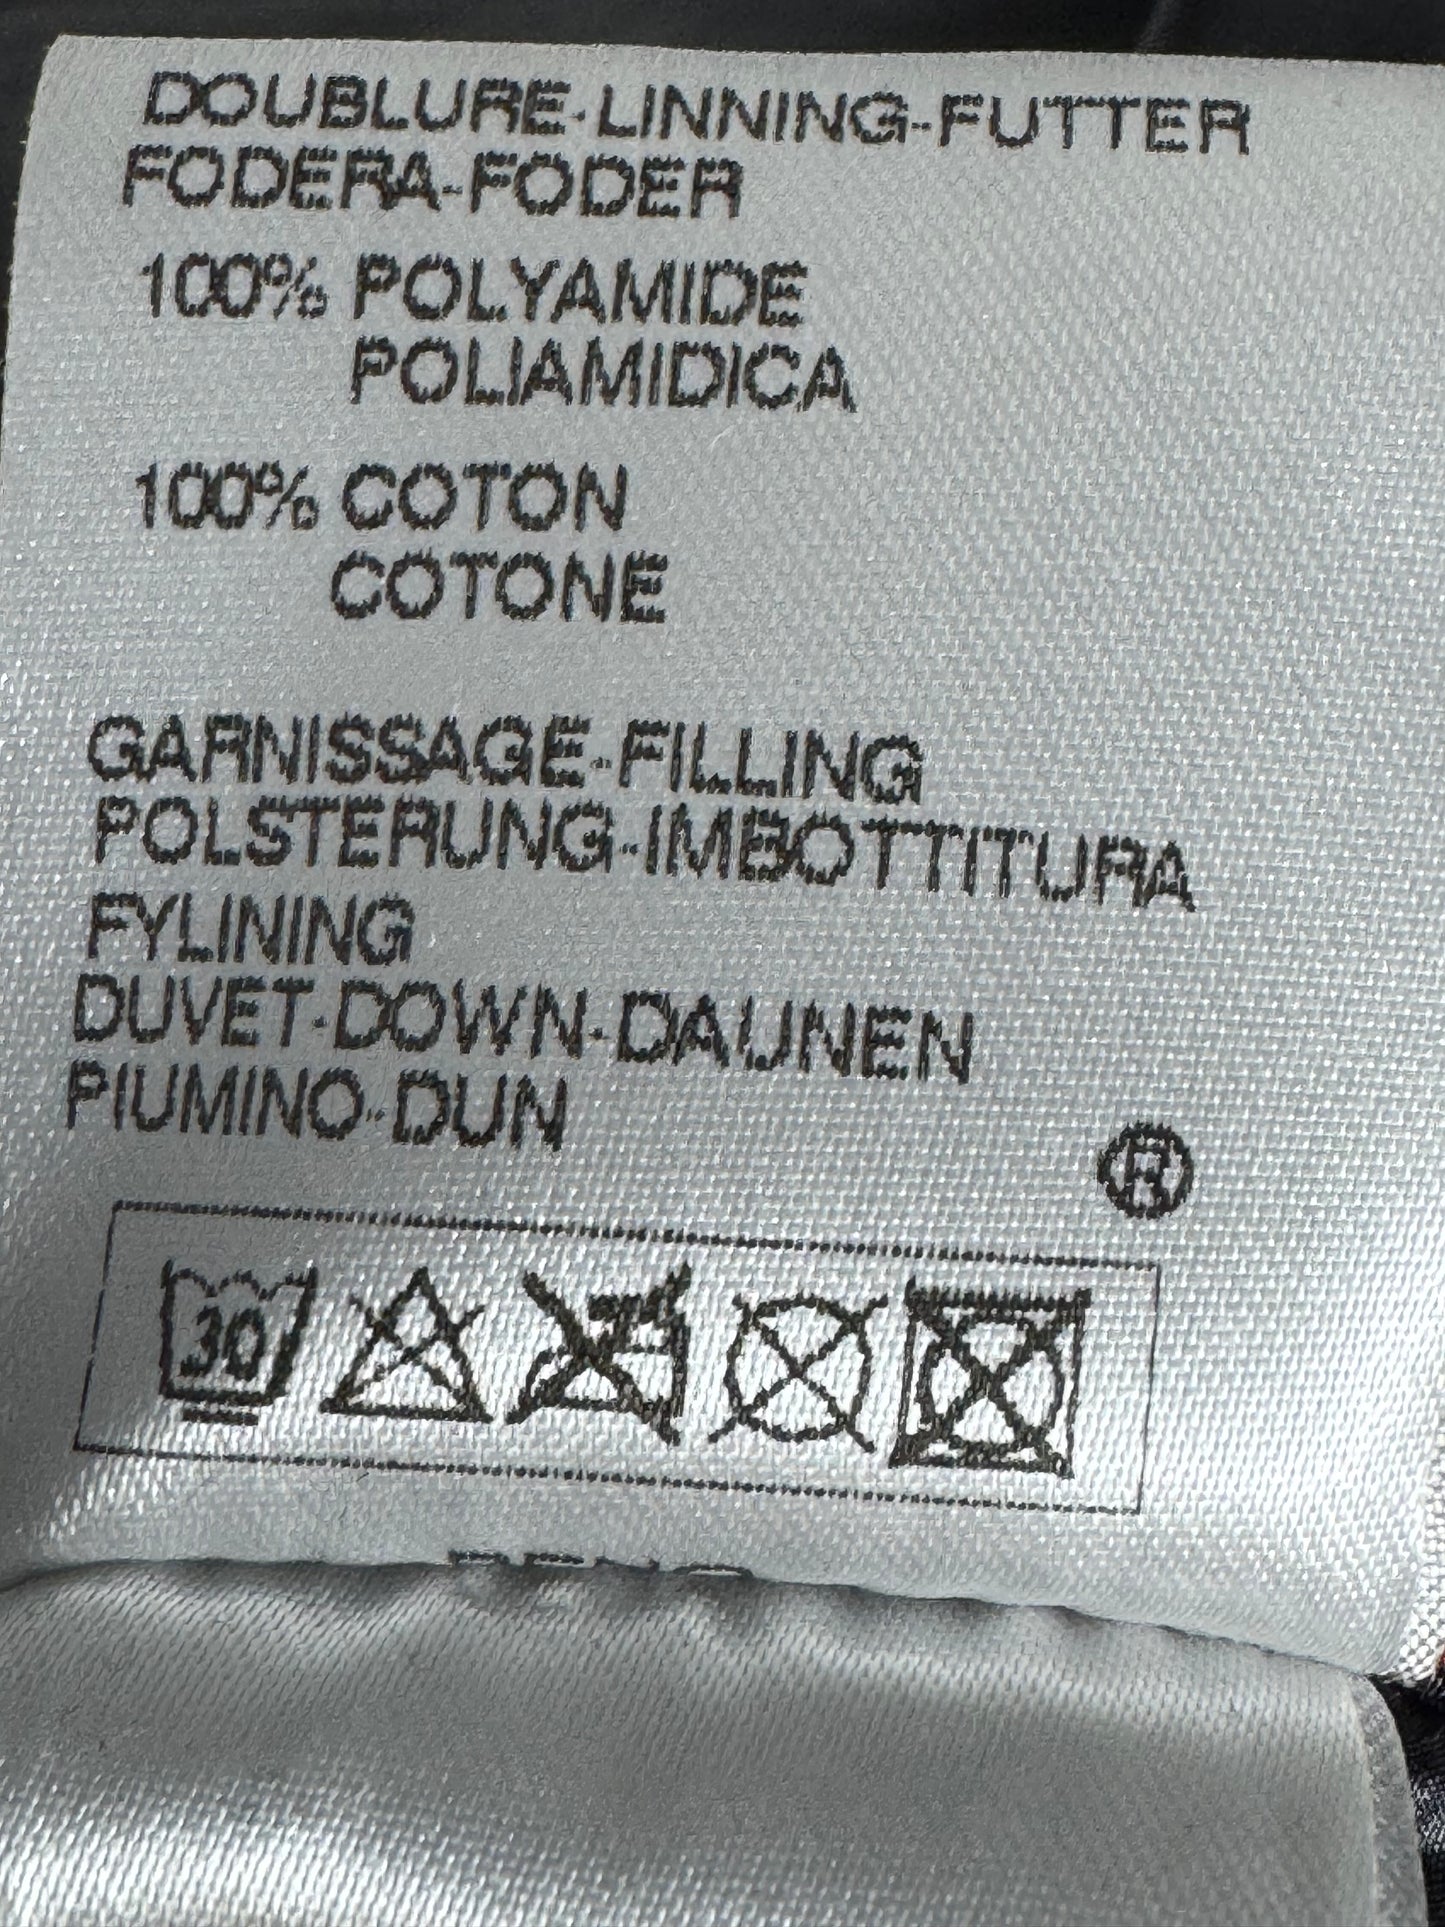 DOUBLURE-LINNING-FUTTER
FODERA-FODER
100% POLYAMIDE
POLIAMIDICA
100% COTON
COTONE
GARNISSAGE-FILLING
POLSTERUNG-IMBOTTITURA
FYLINING
DUVET-DOWN-DAUNEN
PIUMINO-DUN
®
30